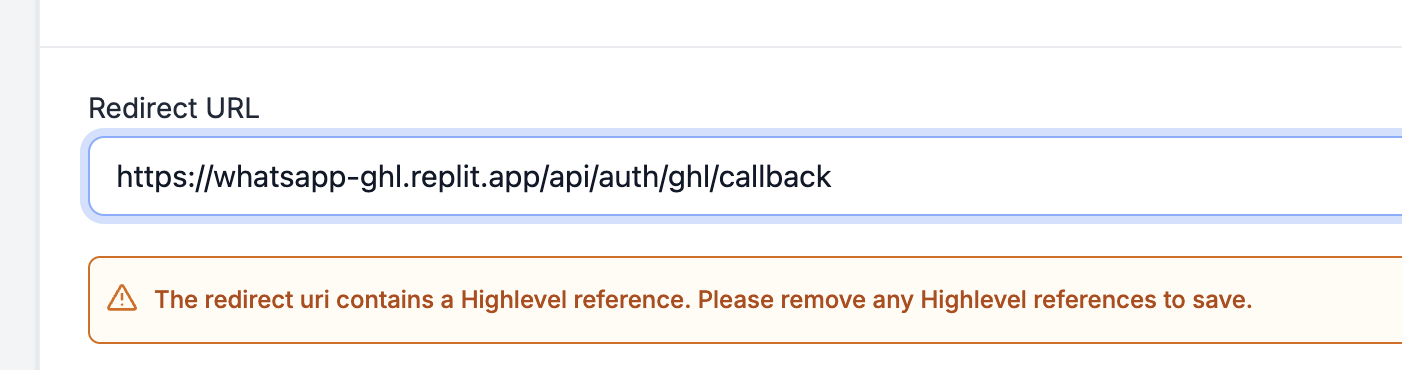 Redirect URL
https://whatsapp-ghl.replit.app/api/auth/ghl/callback
The redirect uri contains a Highlevel reference. Please remove any Highlevel references to save.